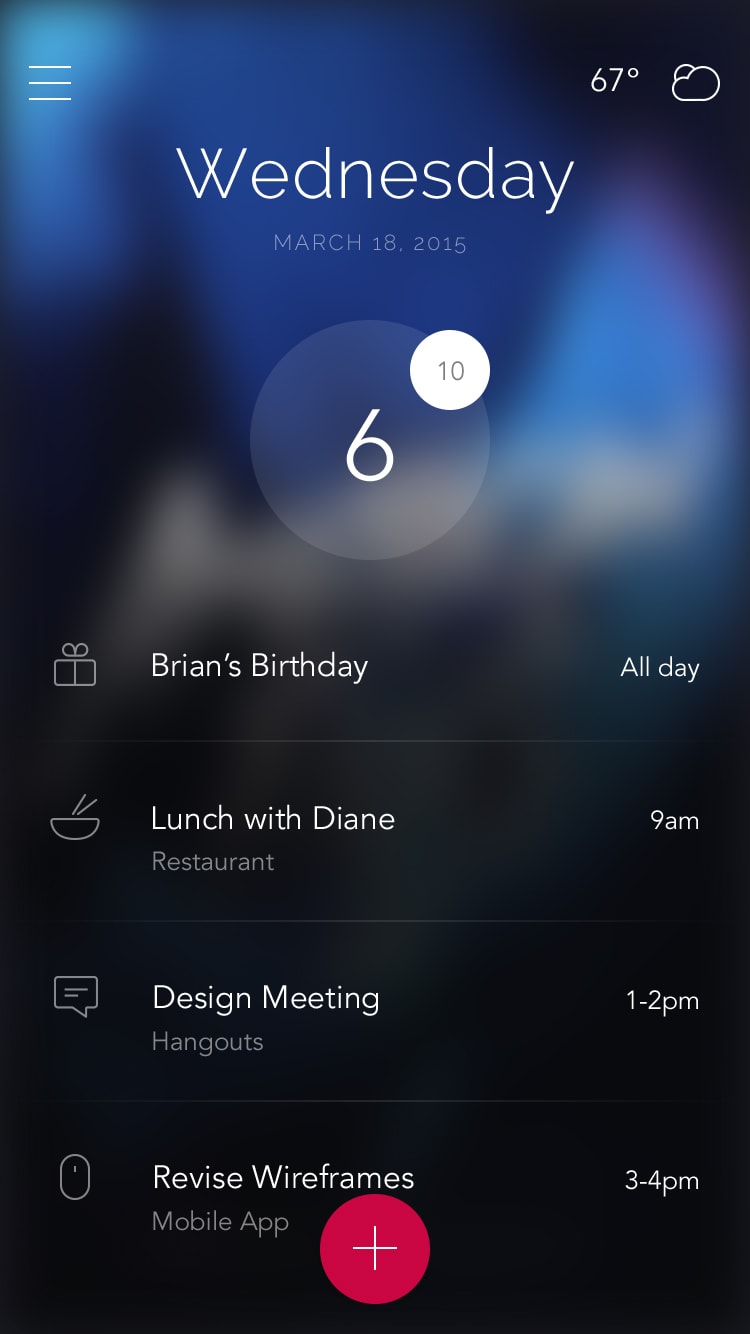 67°
Wednesday
MARCH 18, 2015
10
6
Brian’s Birthday All day
Lunch with Diane 9am
Restaurant
Design Meeting 1-2pm
Hangouts
Revise Wireframes 3-4pm
Mobile App